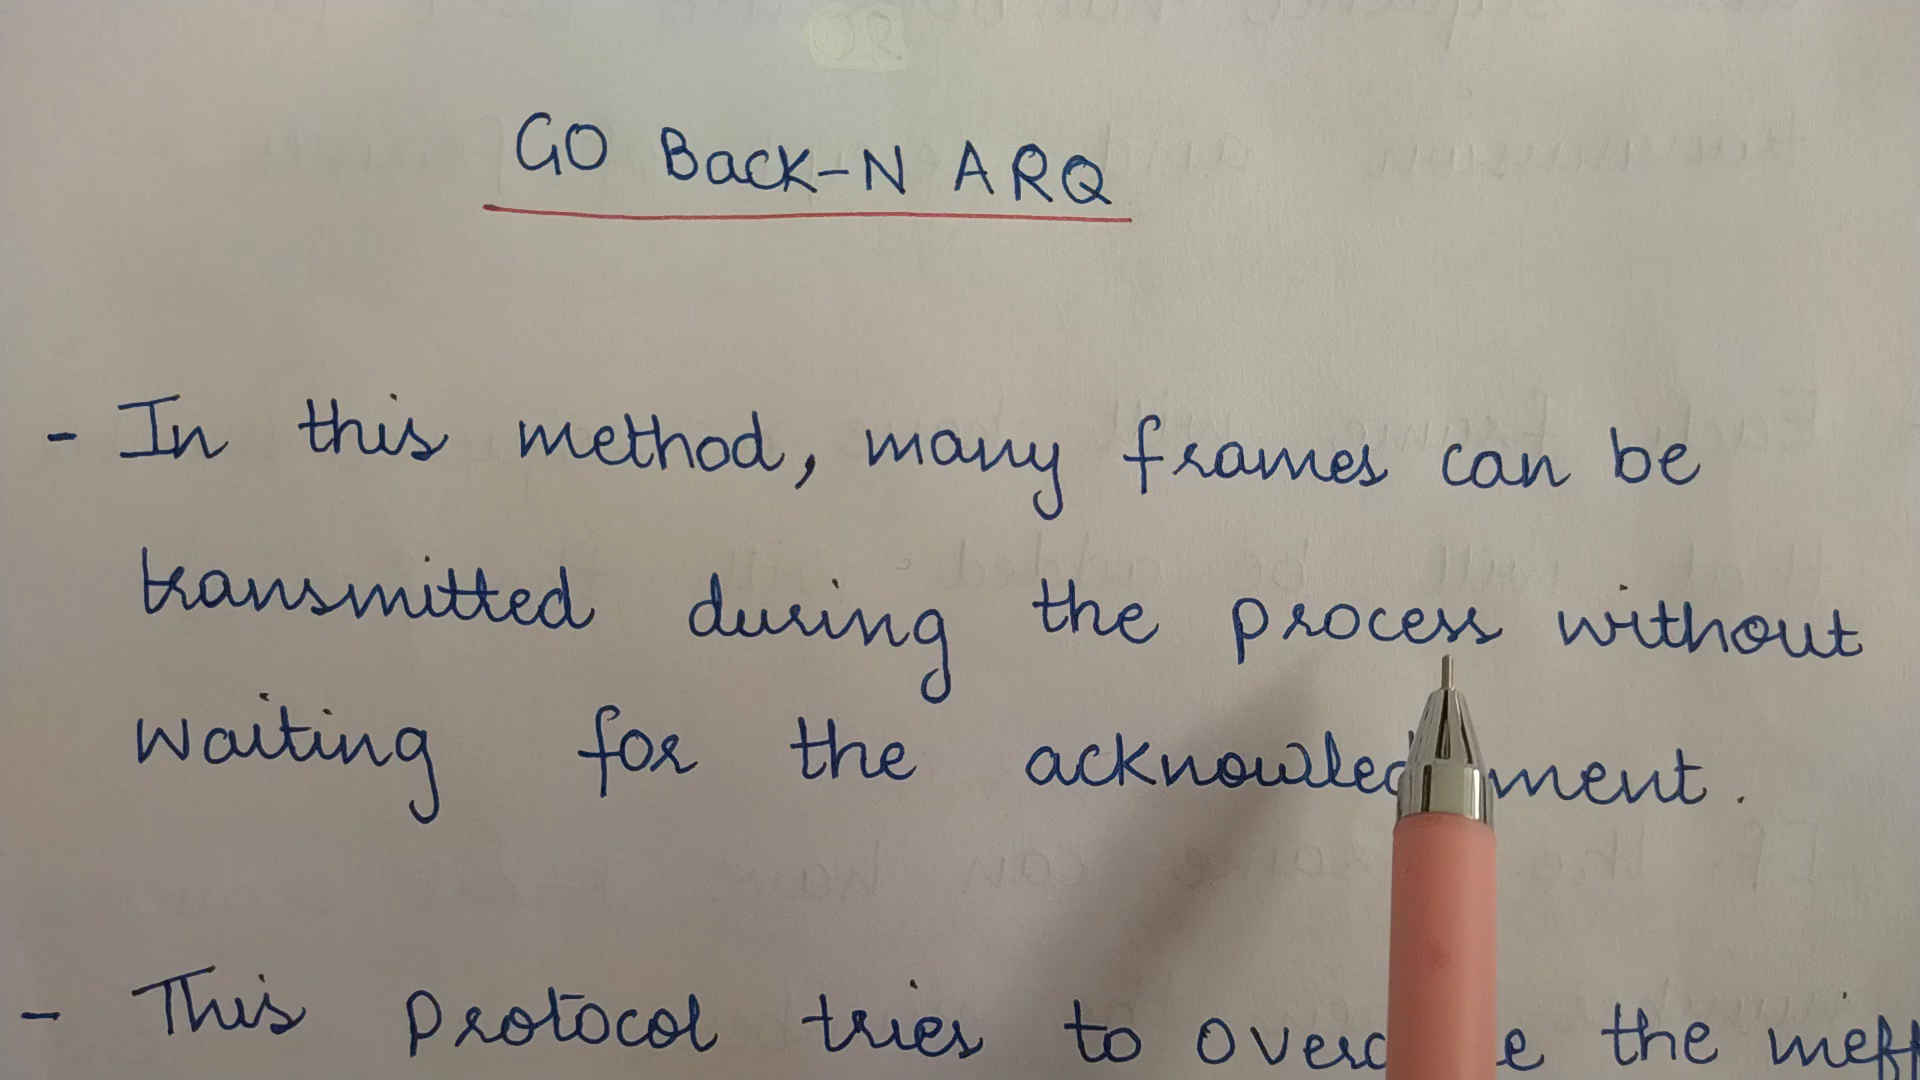 GO Back-N ARQ
- In this method, many frames can be
transmitted during the process without
waiting for the
- This Protocol tries to the